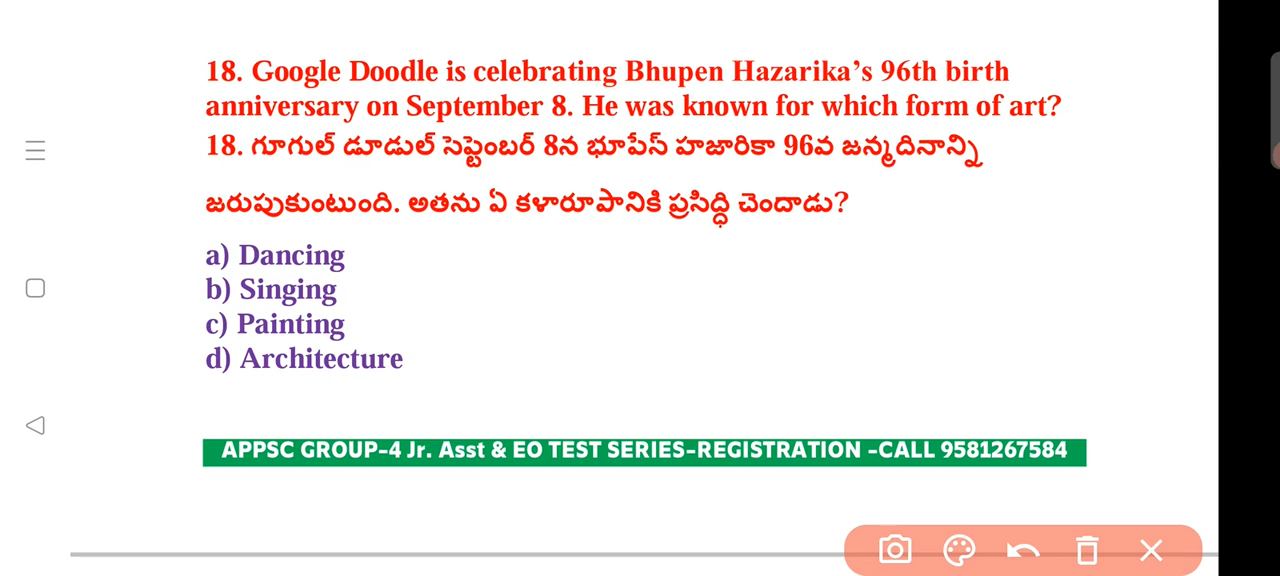 18. Google Doodle is celebrating Bhupen Hazarika’s 96th birth
anniversary on September 8. He was known for which form of art?
18. గూగుల్ డూడుల్ సెప్టెంబర్ 8న భూపేస్ హజారికా 96వ జన్మదినాన్ని
జరుపుకుంటుంది. అతను ఏ కళారూపానికి ప్రసిద్ధి చెందాడు?
a) Dancing
b) Singing
c) Painting
d) Architecture
APPSC GROUP-4 Jr. Asst & EO TEST SERIES-REGISTRATION -CALL 9581267584